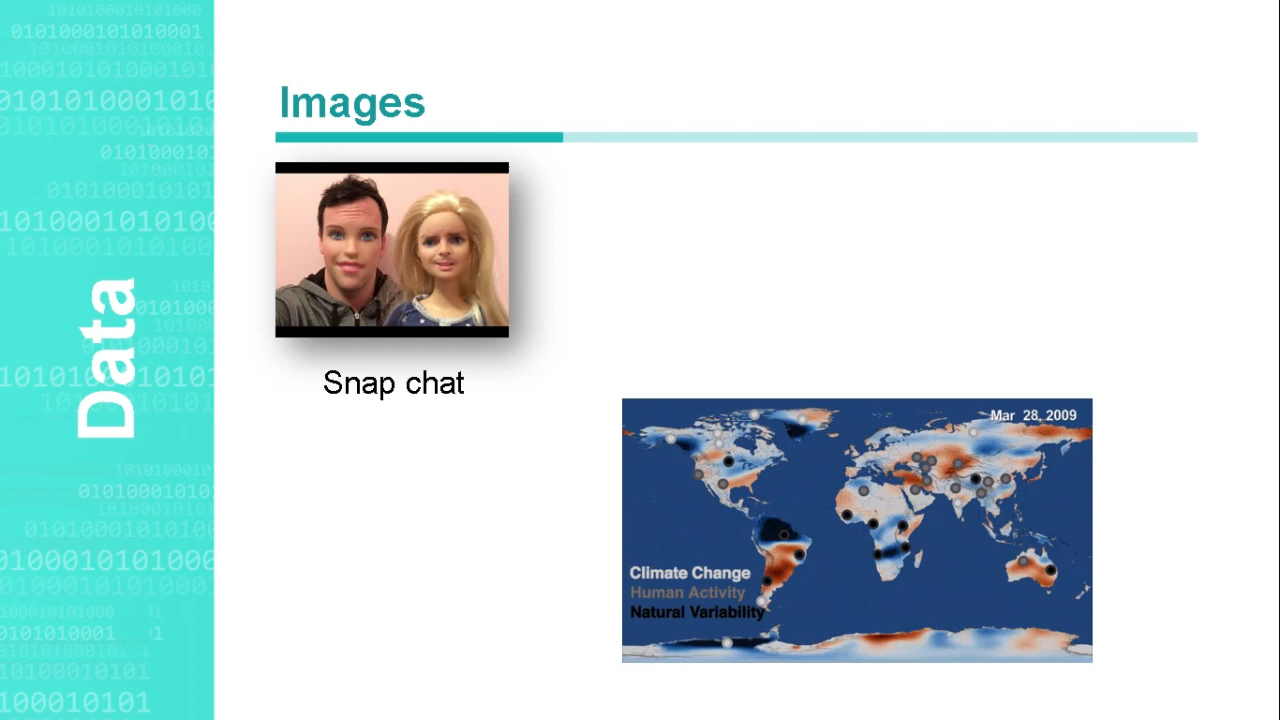 Data
Images
Snap chat
Mar 28, 2009
Climate Change
Human Activity
Natural Variability